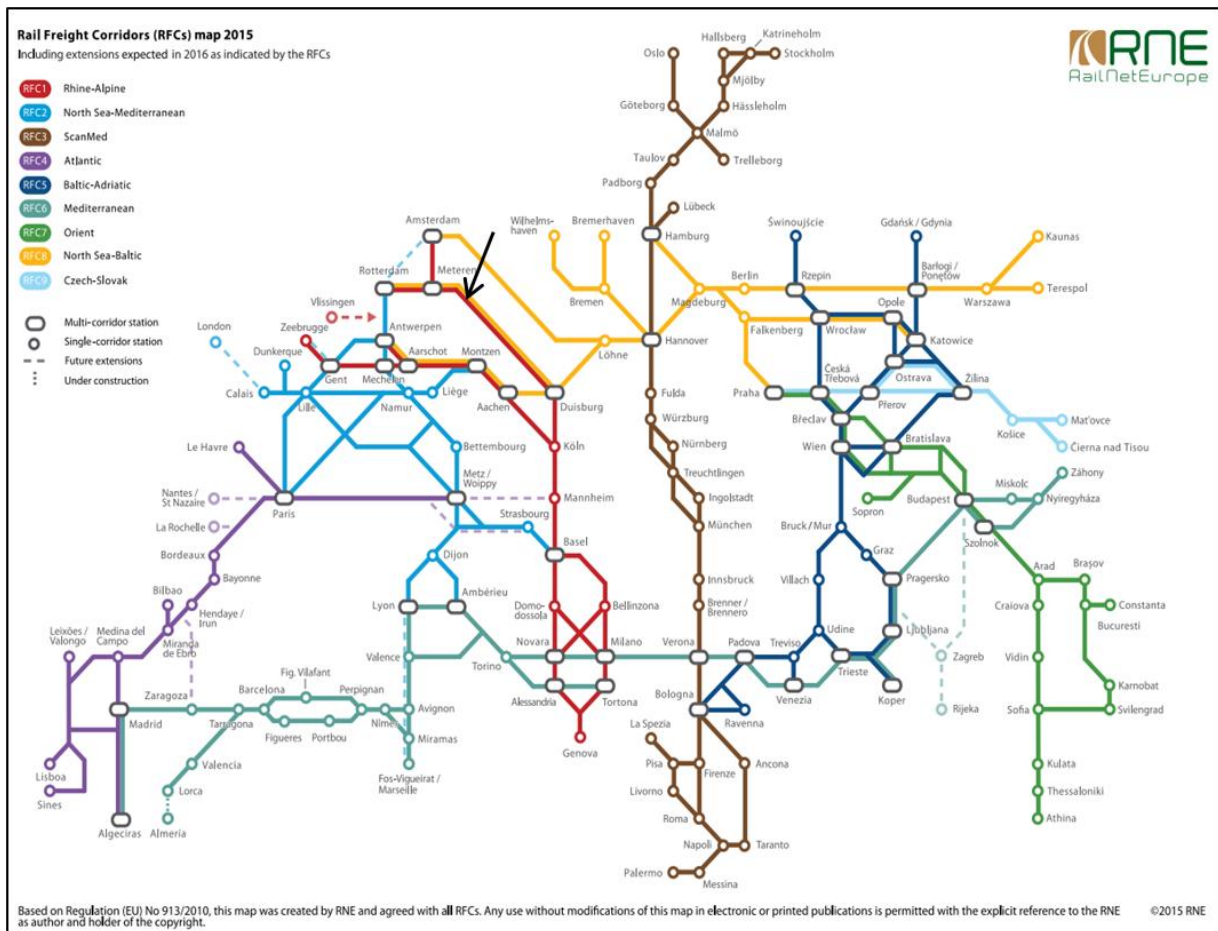 Rail Freight Corridors (RFCs) map 2015
Including extensions expected in 2016 as indicated by the RFCs
RNE
RailNetEurope
RFC1 Rhine-Alpine
RFC2 North Sea-Mediterranean
RFC3 ScanMed
RFC4 Atlantic
RFC5 Baltic-Adriatic
RFC6 Mediterranean
RFC7 Orient
RFC8 North Sea-Baltic
RFC9 Czech-Slovak
Multi-corridor station
Single-corridor station
Future extensions
Under construction
Oslo
Hallsberg
Katrineholm
Stockholm
Mjölby
Göteborg
Hässleholm
Malmö
Taulov
Trelleborg
Padborg
Lübeck
Hamburg
Amsterdam
Wilhelms-
haven
Bremerhaven
Świnoujście
Gdańsk / Gdynia
Kaunas
Rotterdam
Meteren
Bremen
Magdeburg
Berlin
Rzepin
Barłogi /
Ponętów
Warszawa
Terespol
Vlissingen
London
Zeebrugge
Antwerpen
Dunkerque
Aarschot
Montzen
Löhne
Hannover
Falkenberg
Wrocław
Opole
Katowice
Calais
Lille
Gent
Mechelen
Namur
Liège
Aachen
Duisburg
Fulda
Praha
Česká
Třebová
Ostrava
Přerov
Žilina
Würzburg
Břeclav
Košice
Maťovce
Čierna nad Tisou
Le Havre
Bettembourg
Köln
Nürnberg
Wien
Bratislava
Metz /
Woippy
Treuchtlingen
Nantes /
St Nazaire
Paris
Mannheim
Ingolstadt
Sopron
Budapest
Miskolc
Záhony
Nyíregyháza
La Rochelle
Strasbourg
München
Bruck / Mur
Szolnok
Bordeaux
Dijon
Basel
Graz
Bayonne
Innsbruck
Villach
Pragersko
Arad
Braşov
Bilbao
Hendaye /
Irun
Lyon
Ambérieu
Domo-
dossola
Bellinzona
Brenner /
Brennero
Craiova
Constanta
Bucuresti
Leixões /
Valongo
Medina del
Campo
Miranda
de Ebro
Novara
Milano
Verona
Padova
Treviso
Udine
Ljubljana
Valence
Torino
Trieste
Zagreb
Vidin
Zaragoza
Barcelona
Fig. Vilafant
Perpignan
Alessandria
Tortona
Bologna
Venezia
Koper
Rijeka
Karnobat
Madrid
Tarragona
Figueres
Portbou
Nîmes
Avignon
Ravenna
Sofia
Svilengrad
Miramas
Genova
La Spezia
Lisboa
Valencia
Fos-Vigueirat /
Marseille
Pisa
Firenze
Ancona
Kulata
Sines
Lorca
Livorno
Thessaloniki
Algeciras
Almería
Roma
Athina
Napoli
Taranto
Palermo
Messina
Based on Regulation (EU) No 913/2010, this map was created by RNE and agreed with all RFCs. Any use without modifications of this map in electronic or printed publications is permitted with the explicit reference to the RNE
as author and holder of the copyright.
©2015 RNE